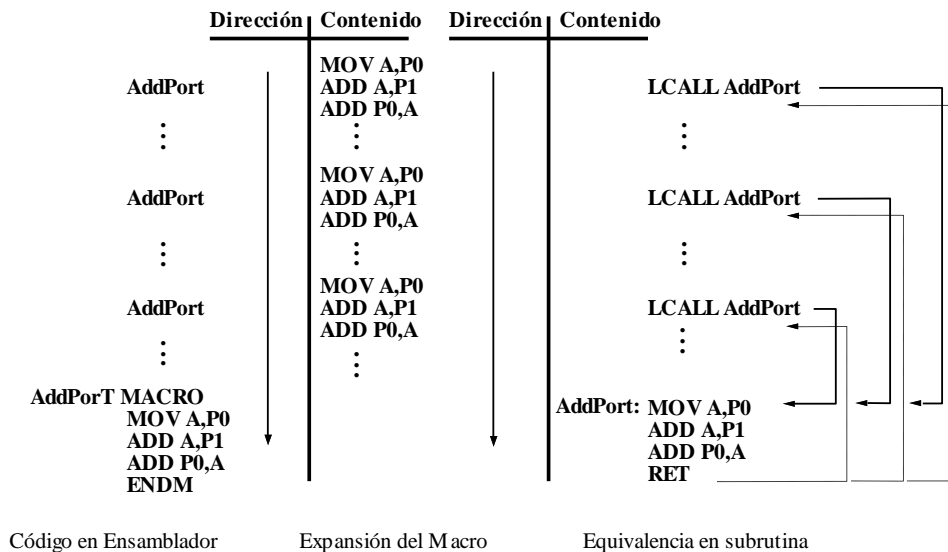 Dirección Contenido Dirección Contenido
MOV A,P0
AddPort ADD A,P1 LCALL AddPort
ADD P0,A
MOV A,P0
AddPort ADD A,P1 LCALL AddPort
ADD P0,A
MOV A,P0
AddPort ADD A,P1 LCALL AddPort
ADD P0,A
AddPorT MACRO
MOV A,P0
ADD A,P1
ADD P0,A
ENDM
AddPort: MOV A,P0
ADD A,P1
ADD P0,A
RET
Código en Ensamblador Expansión del Macro Equivalencia en subrutina